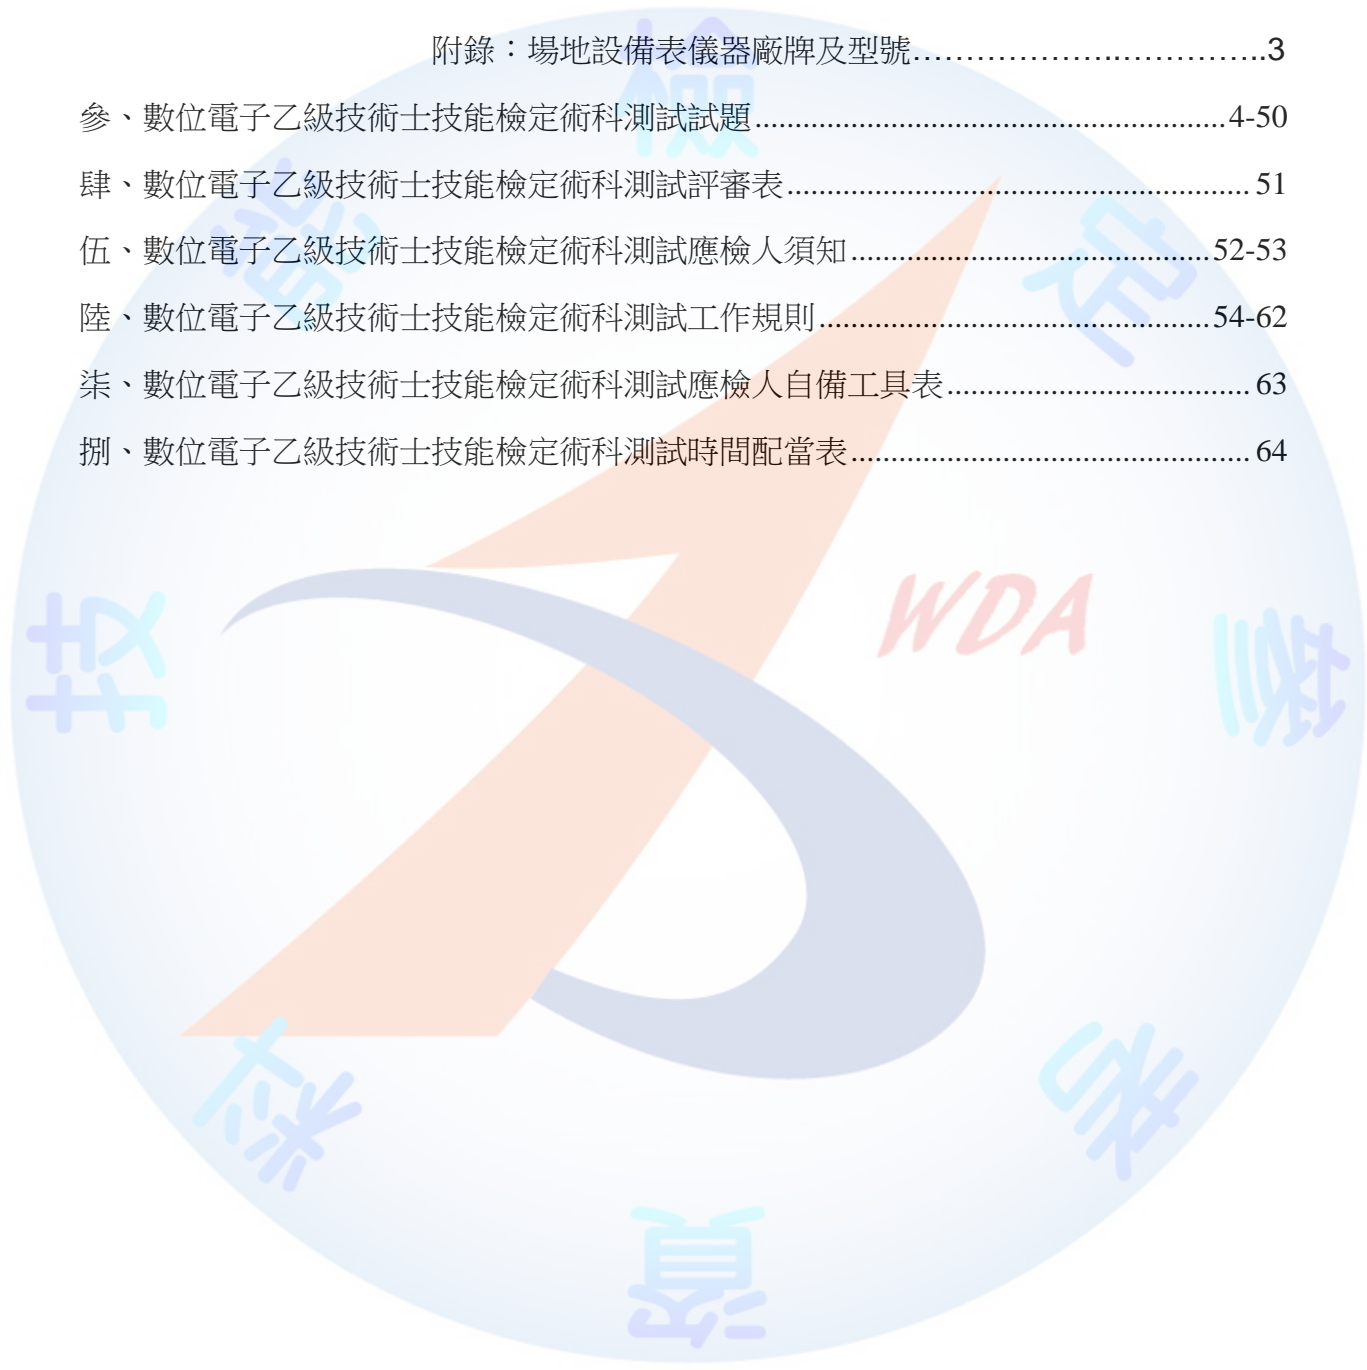 附錄：場地設備表儀器廠牌及型號………………..…………..3
參、數位電子乙級技術士技能檢定術科測試試題............................................................4-50
肆、數位電子乙級技術士技能檢定術科測試評審表........................................................... 51
伍、數位電子乙級技術士技能檢定術科測試應檢人須知..............................................52-53
陸、數位電子乙級技術士技能檢定術科測試工作規則..................................................54-62
柒、數位電子乙級技術士技能檢定術科測試應檢人自備工具表....................................... 63
捌、數位電子乙級技術士技能檢定術科測試時間配當表................................................... 64
WDA
技
能
檢
定
參
考
資
料